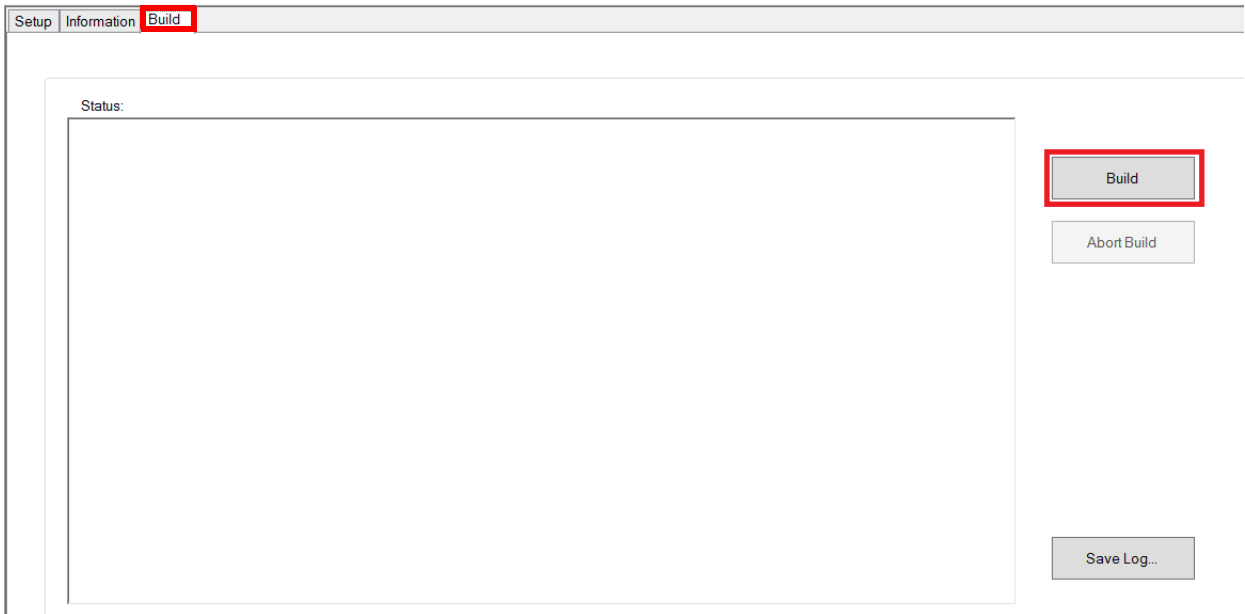 Setup Information Build
Status:
Build
Abort Build
Save Log...